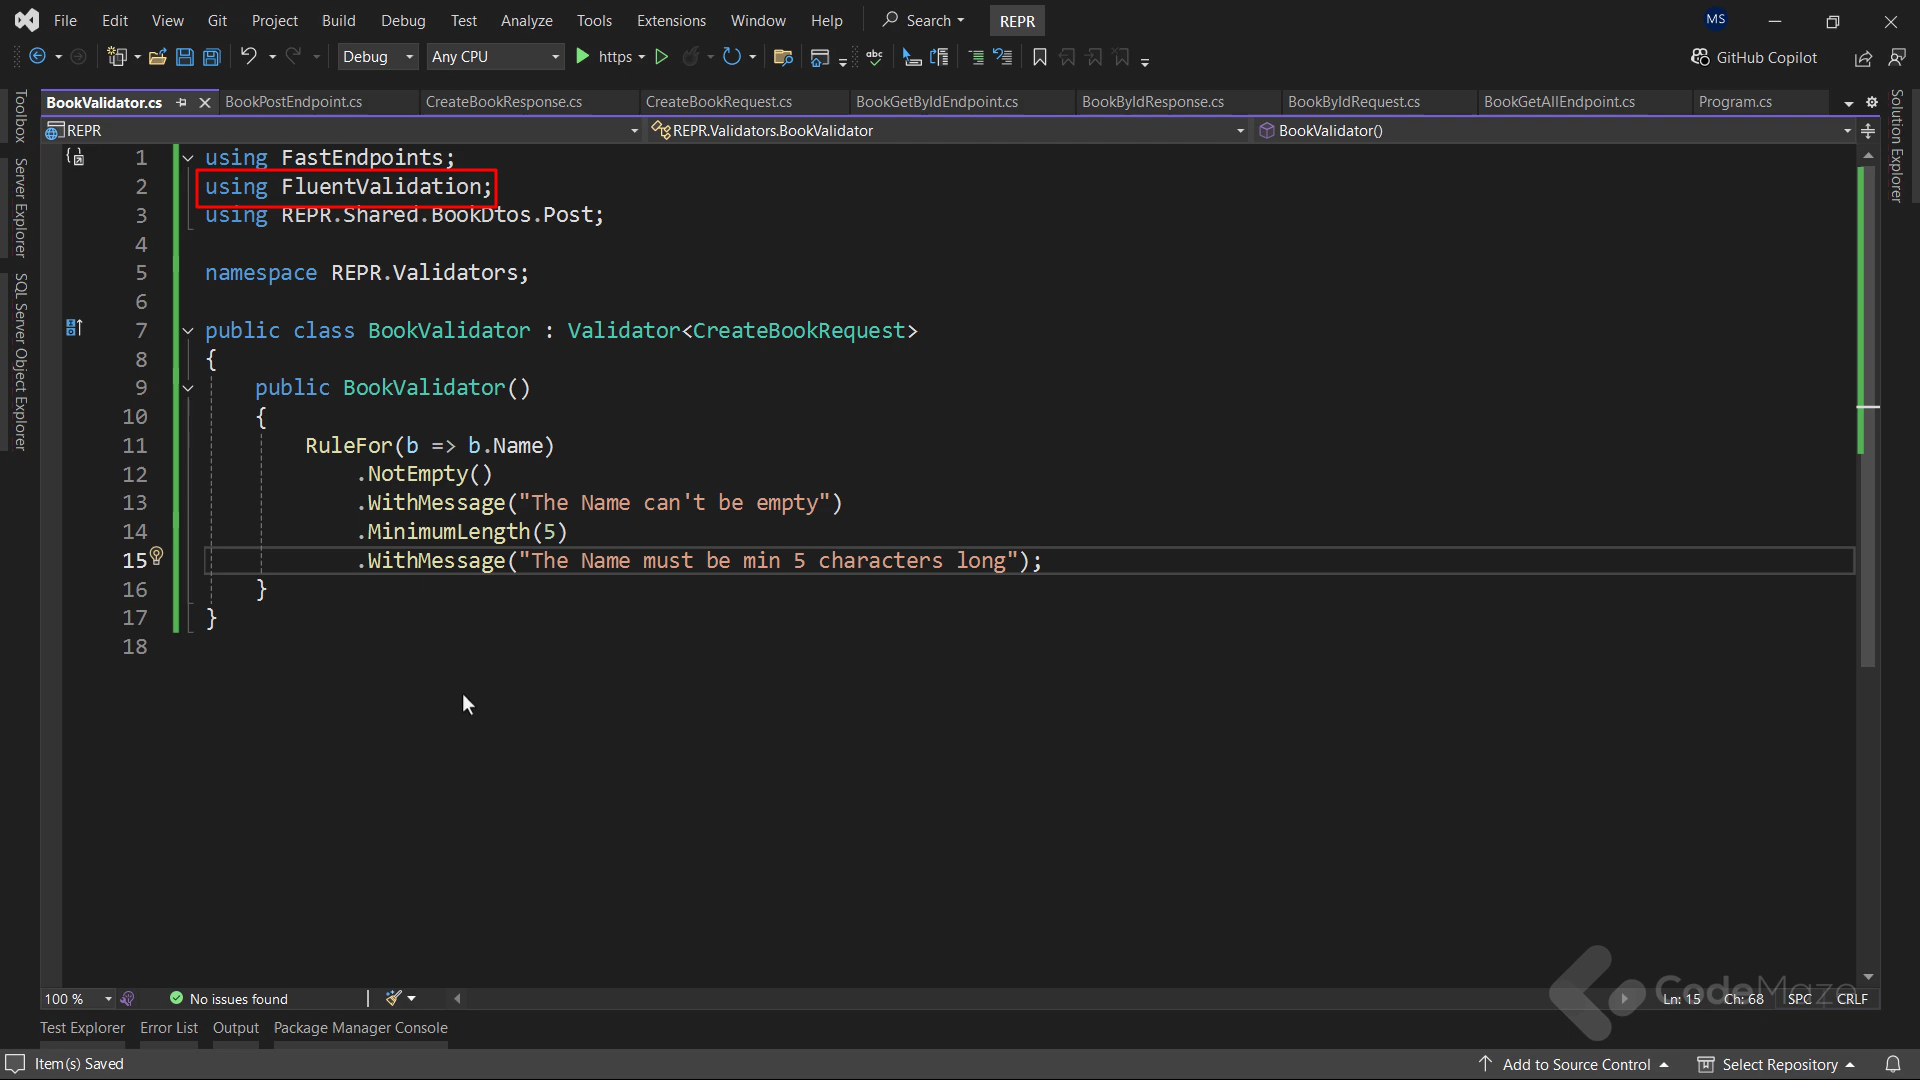 File Edit View Git Project Build Debug Test Analyze Tools Extensions Window Help Search REPR MS
Debug Any CPU https GitHub Copilot
BookValidator.cs BookPostEndpoint.cs CreateBookResponse.cs CreateBookRequest.cs BookGetByIdEndpoint.cs BookByIdResponse.cs BookByIdRequest.cs BookGetAllEndpoint.cs Program.cs
REPR REPR.Validators.BookValidator BookValidator()
Toolbox
Server Explorer
SQL Server Object Explorer
Solution Explorer
1 using FastEndpoints;
2 using FluentValidation;
3 using REPR.Shared.BookDtos.Post;
4
5 namespace REPR.Validators;
6
7 public class BookValidator : Validator<CreateBookRequest>
8 {
9 public BookValidator()
10 {
11 RuleFor(b => b.Name)
12 .NotEmpty()
13 .WithMessage("The Name can't be empty")
14 .MinimumLength(5)
15 .WithMessage("The Name must be min 5 characters long");
16 }
17 }
18
100 % No issues found Ln: 15 Ch: 68 SPC CRLF
CodeMaze
Test Explorer Error List Output Package Manager Console
Item(s) Saved Add to Source Control Select Repository